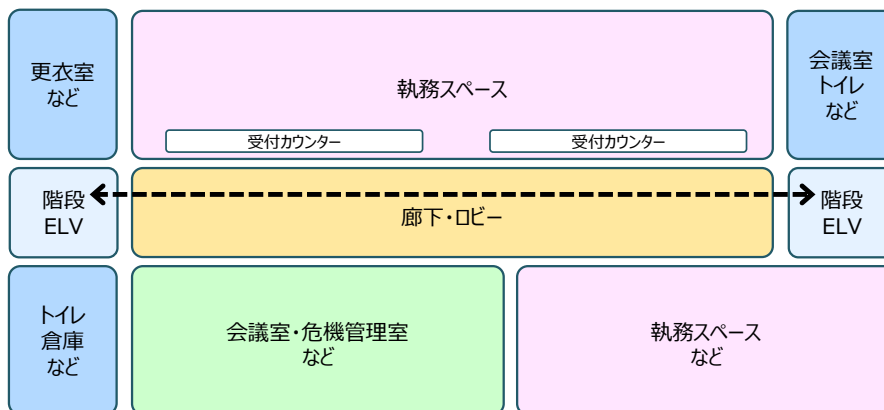 更衣室
など
執務スペース
会議室
トイレ
など
受付カウンター
受付カウンター
階段
ELV
廊下・ロビー
階段
ELV
トイレ
倉庫
など
会議室・危機管理室
など
執務スペース
など